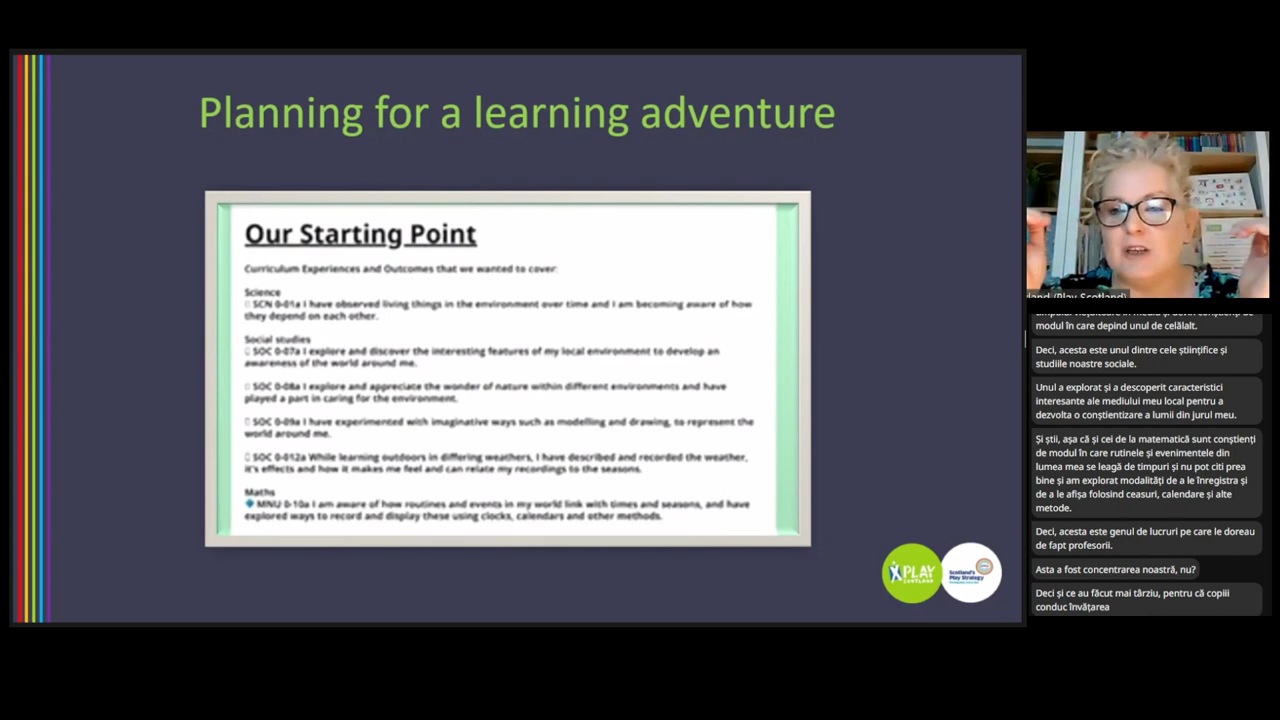 Planning for a learning adventure
Our Starting Point
Curriculum Experiences and Outcomes that we wanted to cover:
Science
SCN 0-01a I have observed living things in the environment over time and I am becoming aware of how
they depend on each other.
Social studies
SOC 0-07a I explore and discover the interesting features of my local environment to develop an
awareness of the world around me.
SOC 0-08a I explore and appreciate the wonder of nature within different environments and have
played a part in caring for the environment.
SOC 0-09a I have experimented with imaginative ways such as modelling and drawing, to represent the
world around me.
SOC 0-012a While learning outdoors in differing weathers, I have described and recorded the weather,
it's effects and how it makes me feel and can relate my recordings to the seasons.
Maths
MNU 0-10a I am aware of how routines and events in my world link with times and seasons, and have
explored ways to record and display these using clocks, calendars and other methods.
PLAY
SCOTLAND
Scotland's
Play Strategy
(Play Scotland)
modul în care depind unul de celălalt.
Deci, acesta este unul dintre cele științifice și
studiile noastre sociale.
Unul a explorat și a descoperit caracteristici
interesante ale mediului meu local pentru a
dezvolta o conștientizare a lumii din jurul meu.
Și știi, așa că și cei de la matematică sunt conștienți
de modul în care rutinele și evenimentele din
lumea mea se leagă de timpuri și nu pot citi prea
bine și am explorat modalități de a le înregistra și
de a le afișa folosind ceasuri, calendare și alte
metode.
Deci, acesta este genul de lucruri pe care le doreau
de fapt profesorii.
Asta a fost concentrarea noastră, nu?
Deci și ce au făcut mai târziu, pentru că copiii
conduc învățarea